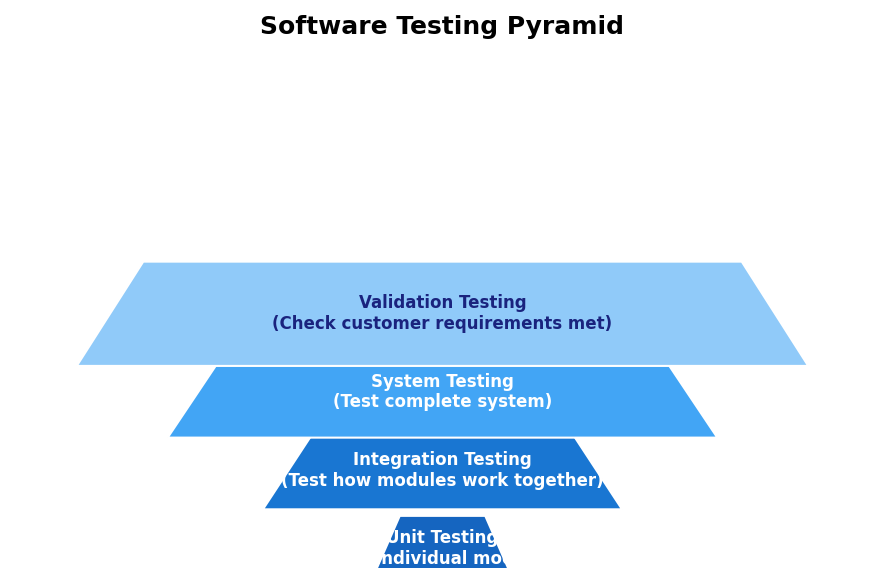 Software Testing Pyramid
Validation Testing
(Check customer requirements met)
System Testing
(Test complete system)
Integration Testing
(Test how modules work together)
Unit Testing
individual